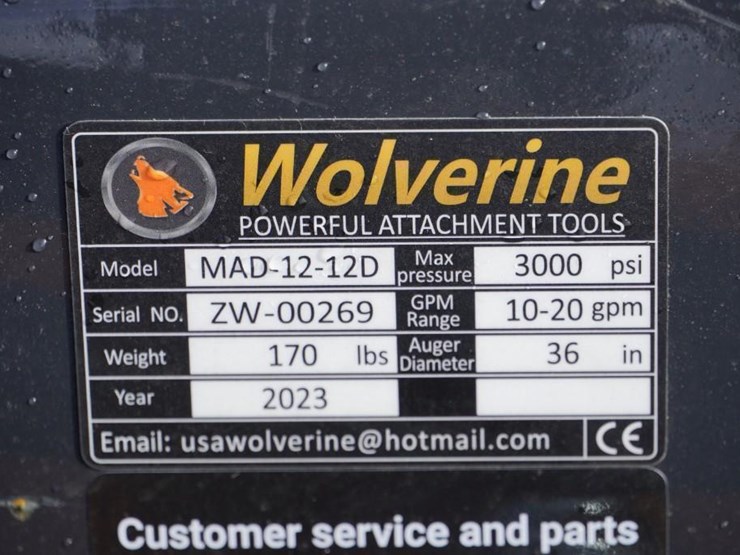 Wolverine
POWERFUL ATTACHMENT TOOLS
Model MAD-12-12D Max pressure 3000 psi
Serial NO. ZW-00269 GPM Range 10-20 gpm
Weight 170 lbs Auger Diameter 36 in
Year 2023
Email: usawolverine@hotmail.com CE
Customer service and parts